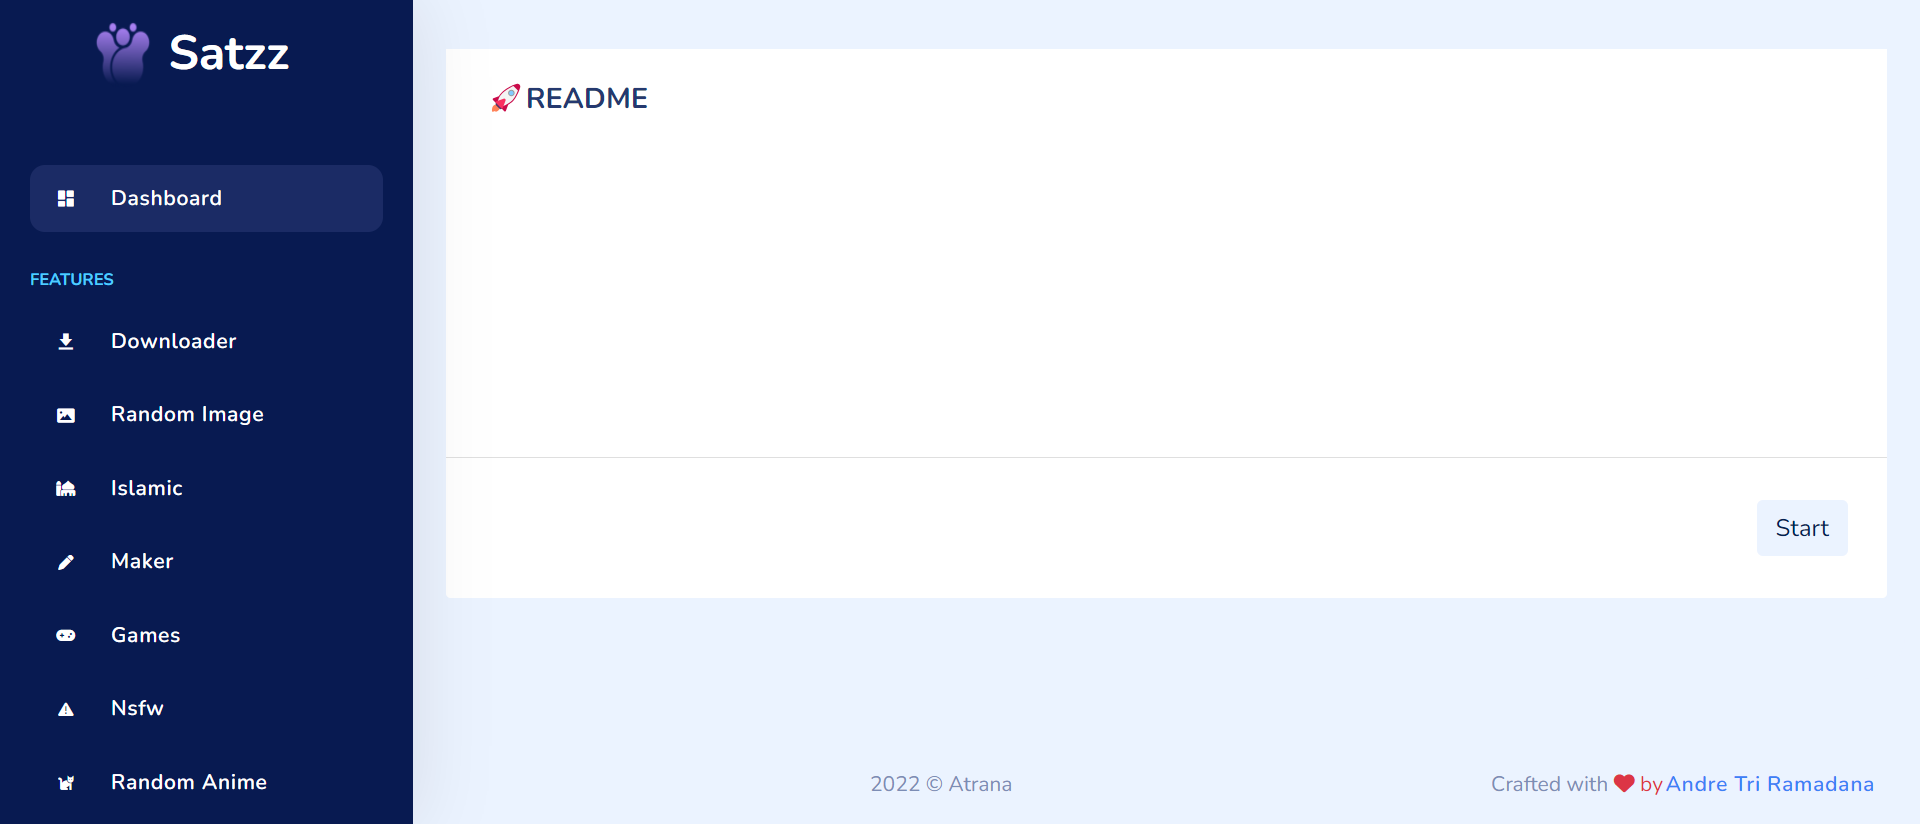 Satzz
Dashboard
FEATURES
Downloader
Random Image
Islamic
Maker
Games
Nsfw
Random Anime
🚀README
Start
2022 © Atrana
Crafted with ❤ by Andre Tri Ramadana